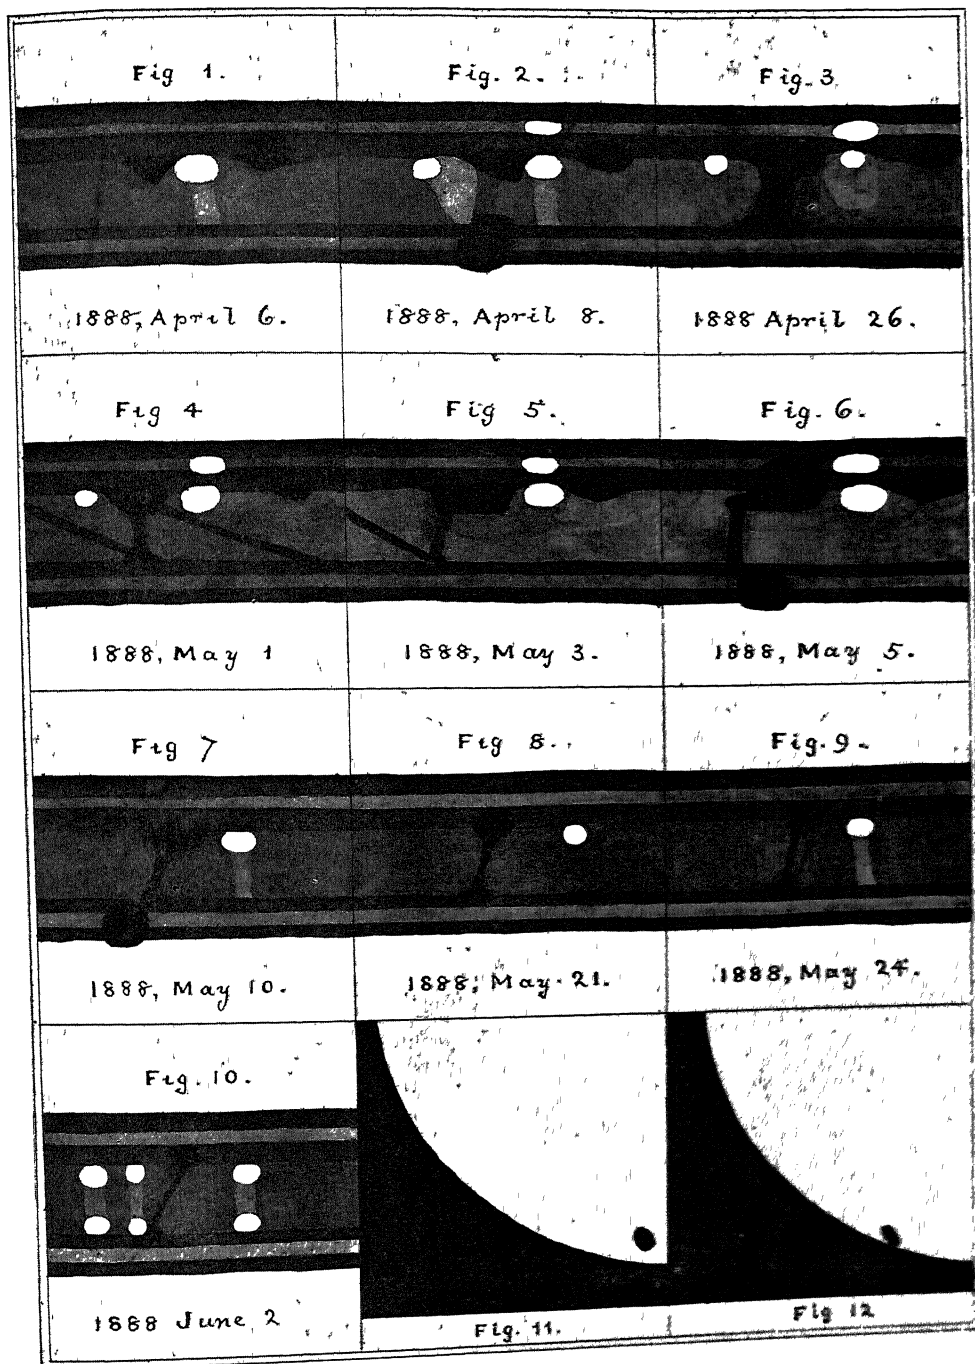 Fig 1.
Fig. 2.
Fig. 3
1888, April 6.
1888, April 8.
1888 April 26.
Fig 4
Fig 5.
Fig. 6.
1888, May 1
1888, May 3.
1888, May 5.
Fig 7
Fig 8.
Fig. 9.
1888, May 10.
1888, May 21.
1888, May 24.
Fig. 10.
1888 June 2
Fig. 11.
Fig 12